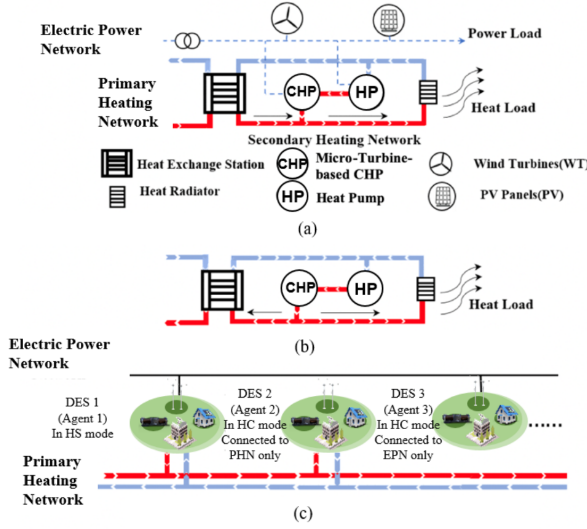 (a)
Electric Power
Network
Power Load
Primary
Heating
Network
CHP
HP
Heat Load
Secondary Heating Network
Heat Exchange Station
CHP
Micro-Turbine-
based CHP
Wind Turbines(WT)
Heat Radiator
HP
Heat Pump
PV Panels(PV)
(a)
CHP
HP
Heat Load
(b)
Electric Power
Network
DES 1
(Agent 1)
In HS mode
DES 2
(Agent 2)
In HC mode
Connected to
PHN only
DES 3
(Agent 3)
In HC mode
Connected to
EPN only
......
Primary
Heating
Network
(c)